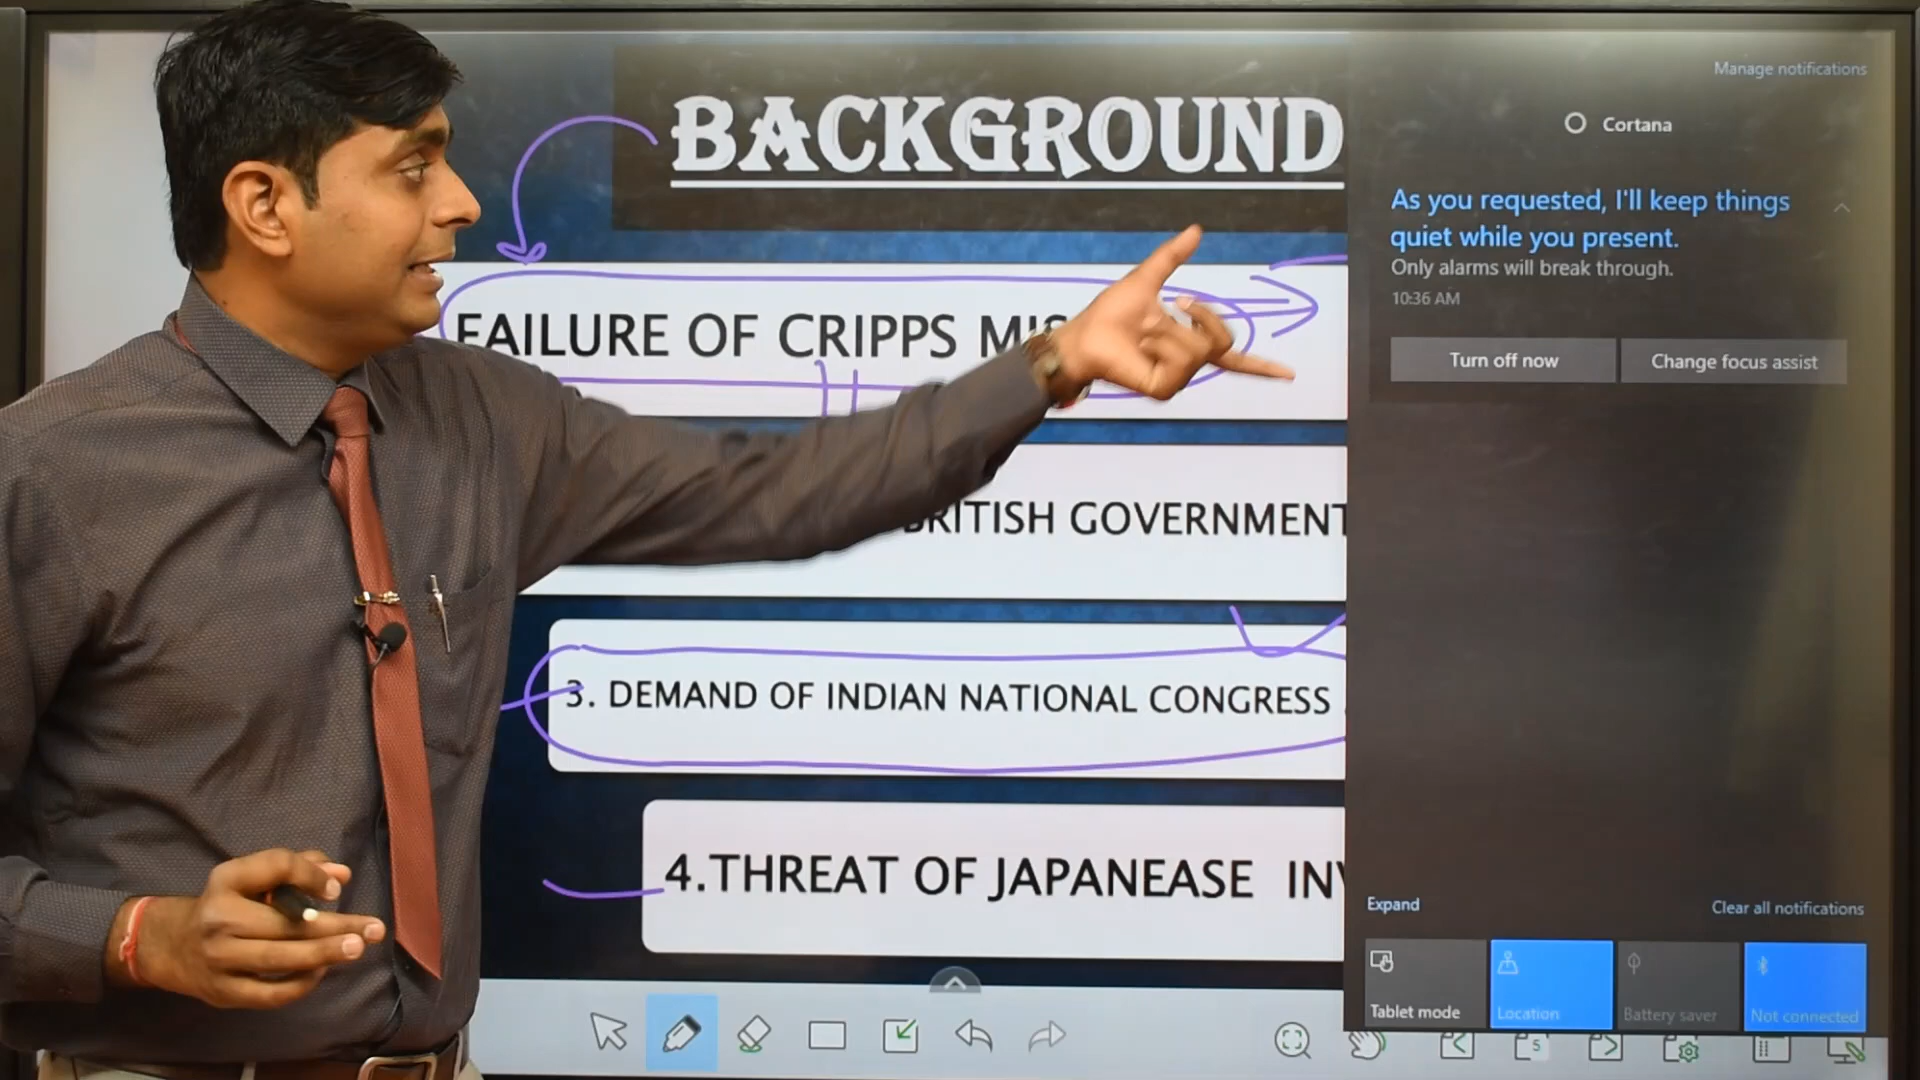 BACKGROUND
FAILURE OF CRIPPS
BRITISH GOVERNMENT
3. DEMAND OF INDIAN NATIONAL CONGRESS
4.THREAT OF JAPANEASE
Manage notifications
Cortana
As you requested, I'll keep things
quiet while you present.
Only alarms will break through.
10:36 AM
Turn off now
Change focus assist
Expand
Clear all notifications
Tablet mode
Location
Battery saver
Not connected
5